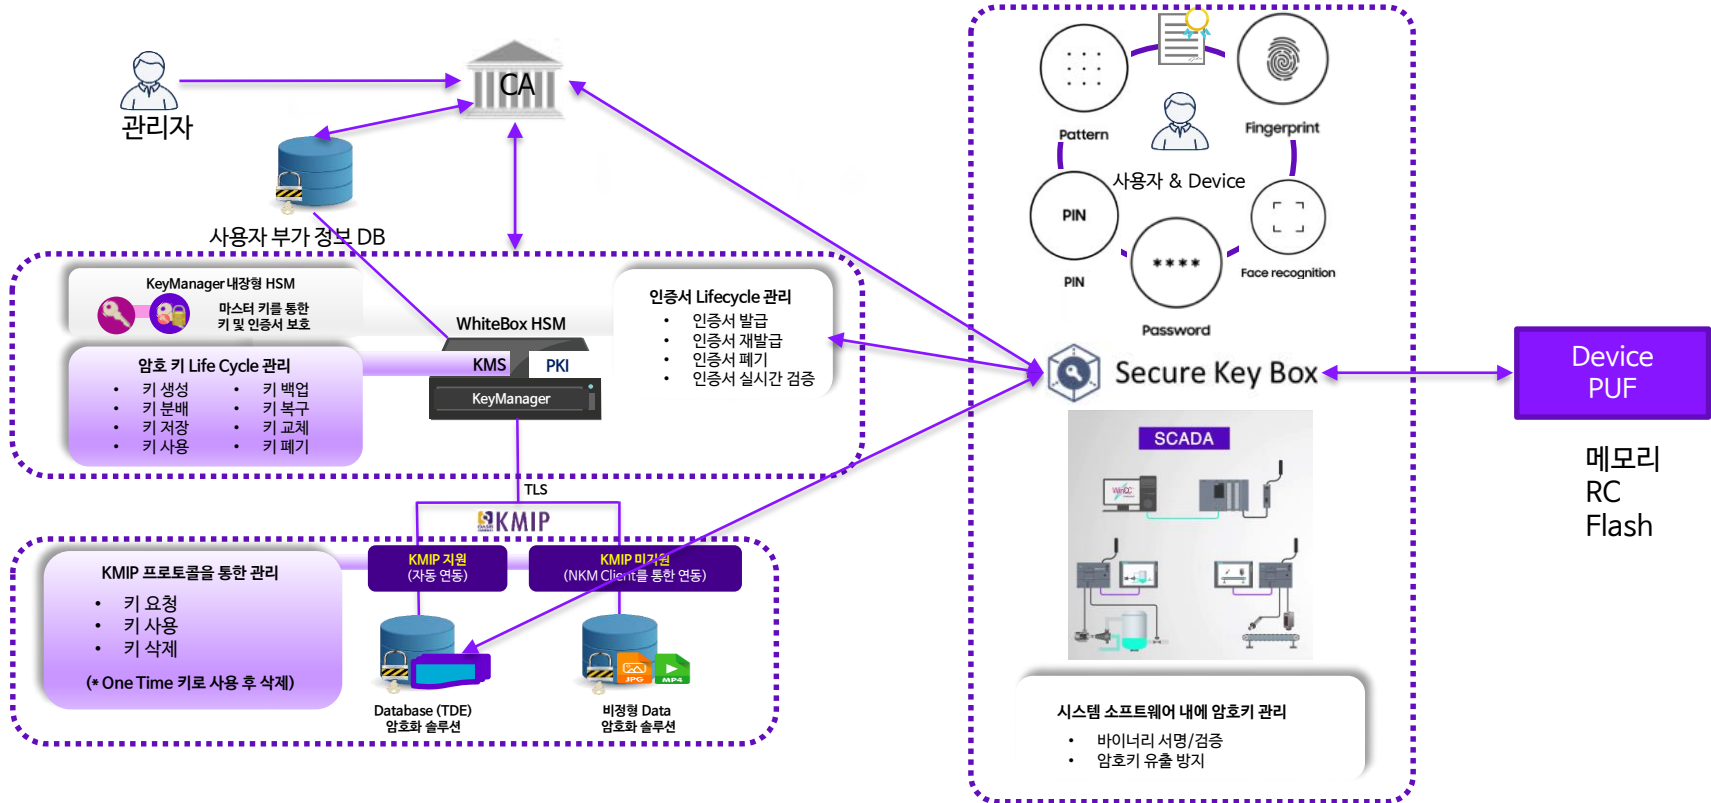 관리자
CA
사용자 부가 정보 DB
KeyManager 내장형 HSM
마스터 키를 통한
키 및 인증서 보호
암호 키 Life Cycle 관리
• 키 생성
• 키 분배
• 키 저장
• 키 사용
• 키 백업
• 키 복구
• 키 교체
• 키 폐기
WhiteBox HSM
KMS
PKI
KeyManager
인증서 Lifecycle 관리
• 인증서 발급
• 인증서 재발급
• 인증서 폐기
• 인증서 실시간 검증
TLS
KMIP
KMIP 프로토콜을 통한 관리
• 키 요청
• 키 사용
• 키 삭제
(* One Time 키로 사용 후 삭제)
KMIP 지원
(자동 연동)
KMIP 미지원
(NKM Client를 통한 연동)
Database (TDE)
암호화 솔루션
JPG
MP4
비정형 Data
암호화 솔루션
Pattern
Fingerprint
사용자 & Device
PIN
PIN
****
Password
Face recognition
Secure Key Box
SCADA
WinCC
시스템 소프트웨어 내에 암호키 관리
• 바이너리 서명/검증
• 암호키 유출 방지
Device
PUF
메모리
RC
Flash